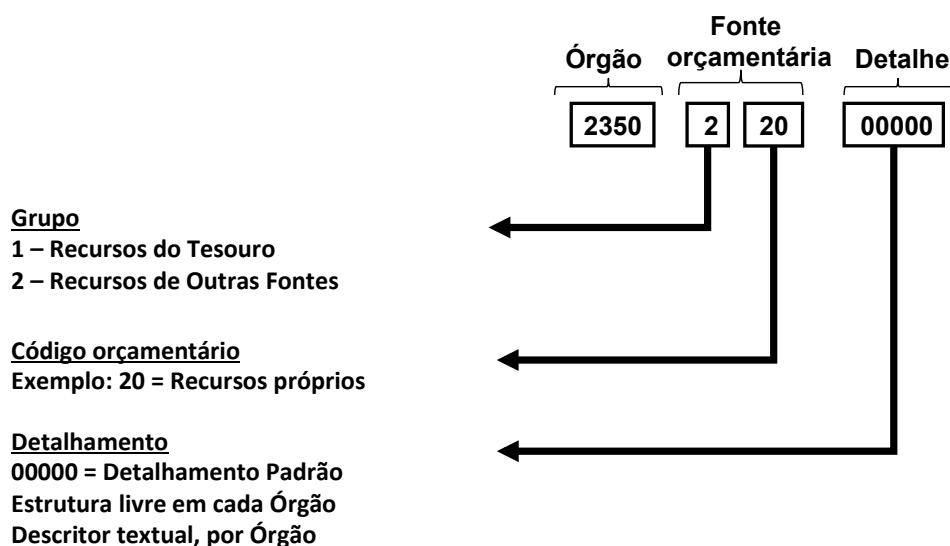 Fonte
Órgão orçamentária Detalhe
2350 2 20 00000
Grupo
1 – Recursos do Tesouro
2 – Recursos de Outras Fontes
Código orçamentário
Exemplo: 20 = Recursos próprios
Detalhamento
00000 = Detalhamento Padrão
Estrutura livre em cada Órgão
Descritor textual, por Órgão